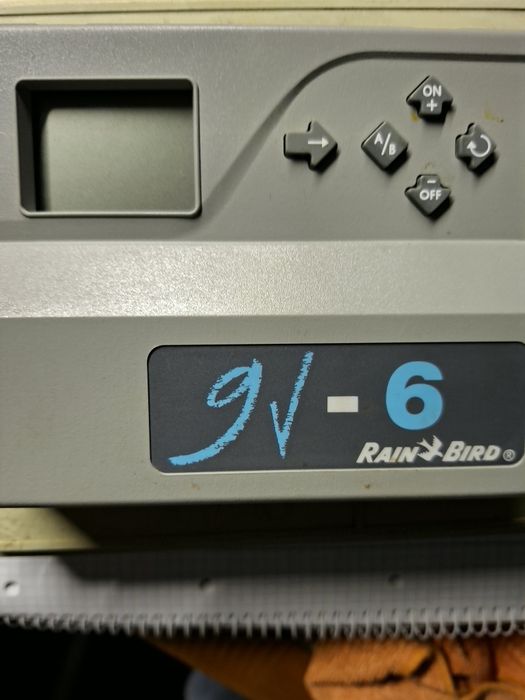 ON
+
→
A/B
-
OFF
9V - 6
RAIN BIRD®